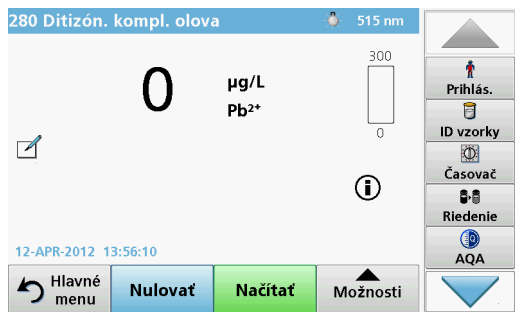 280 Ditizón. kompl. olova
515 nm
300
0
µg/L
Pb²⁺
0
12-APR-2012 13:56:10
Hlavné
menu
Nulovať
Načítať
Možnosti
Prihlás.
ID vzorky
Časovač
Riedenie
AQA